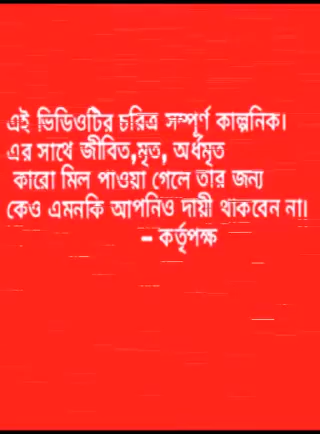 এই ভিডিওটির চরিত্র সম্পূর্ণ কাল্পনিক।
এর সাথে জীবিত,মৃত, অর্ধমৃত
কারো মিল পাওয়া গেলে তার জন্য
কেও এমনকি আপনিও দায়ী থাকবেন না।
- কর্তৃপক্ষ